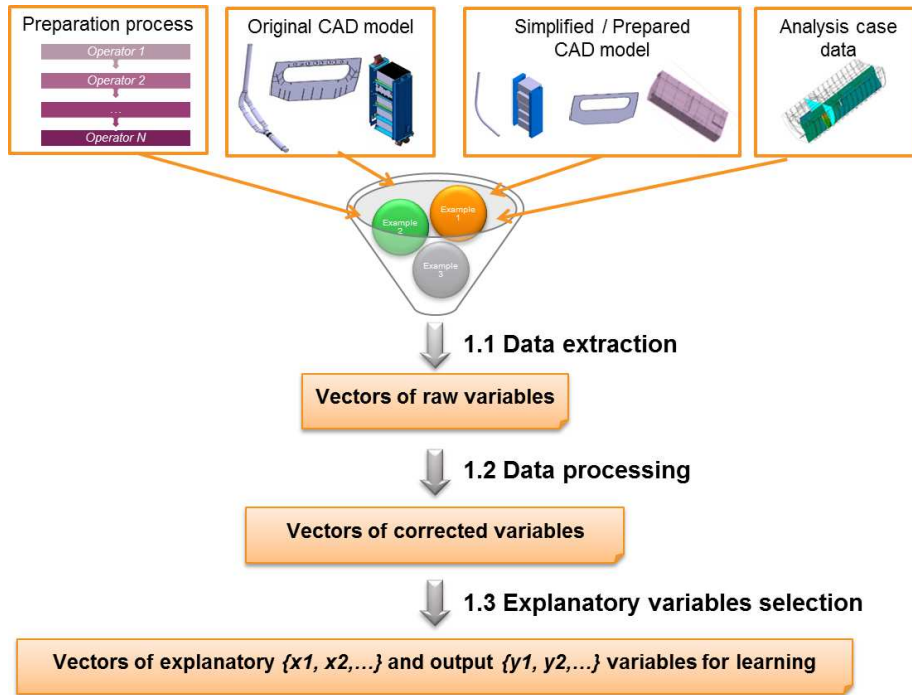 Preparation process
Operator 1
Operator 2
...
Operator N
Original CAD model
Simplified / Prepared
CAD model
Analysis case
data
Example
1
Example
2
Example
3
1.1 Data extraction
Vectors of raw variables
1.2 Data processing
Vectors of corrected variables
1.3 Explanatory variables selection
Vectors of explanatory {x1, x2,...} and output {y1, y2,...} variables for learning